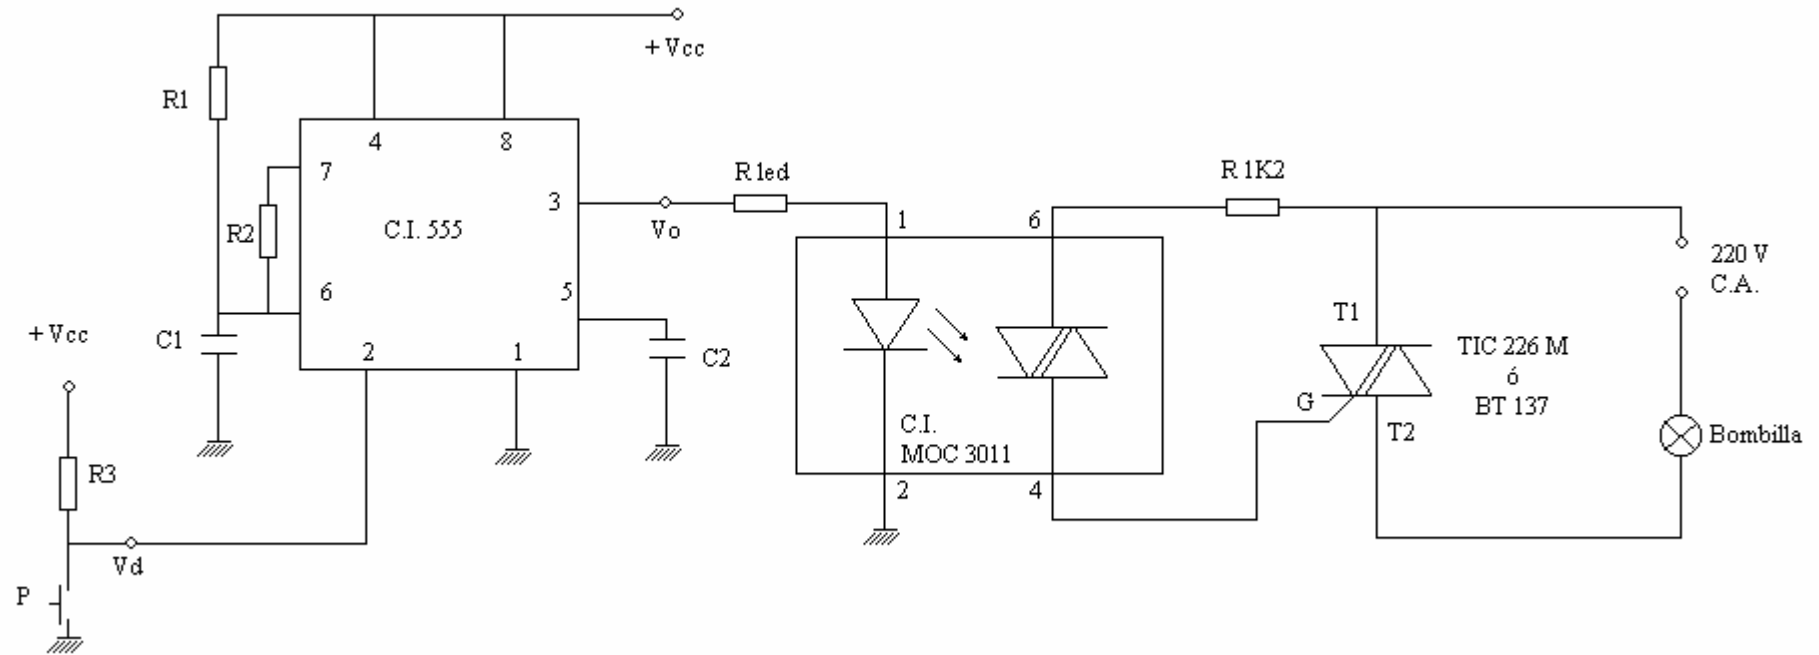 + Vcc
R1
4
8
7
R2
C.I. 555
3
Vo
R led
1
6
R 1K2
220 V
C.A.
6
5
C1
C2
2
1
+ Vcc
R3
Vd
P
C.I.
MOC 3011
2
4
T1
G
T2
TIC 226 M
ó
BT 137
Bombilla